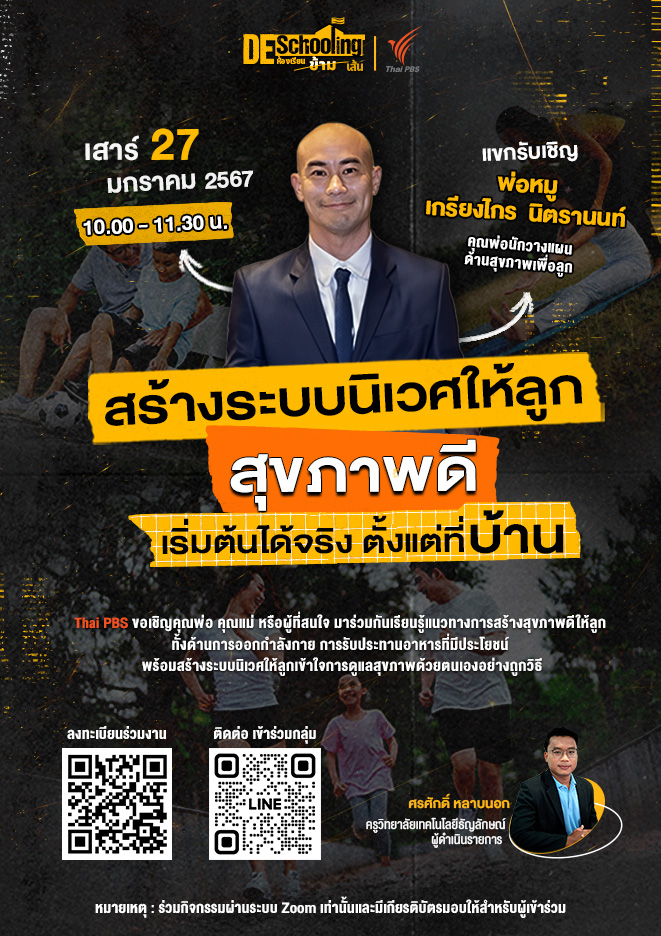 DESchooling
ห้องเรียน ข้าม เส้น
Thai PBS
เสาร์ 27
มกราคม 2567
10.00 - 11.30 น.
แขกรับเชิญ
พ่อหมู
เกรียงไกร นิตรานนท์
คุณพ่อนักวางแผน
ด้านสุขภาพเพื่อลูก
สร้างระบบนิเวศให้ลูก
สุขภาพดี
เริ่มต้นได้จริง ตั้งแต่ที่บ้าน
Thai PBS ขอเชิญคุณพ่อ คุณแม่ หรือผู้ที่สนใจ มาร่วมกันเรียนรู้แนวทางการสร้างสุขภาพดีให้ลูก
ทั้งด้านการออกกำลังกาย การรับประทานอาหารที่มีประโยชน์
พร้อมสร้างระบบนิเวศให้ลูกเข้าใจการดูแลสุขภาพด้วยตนเองอย่างถูกวิธี
ลงทะเบียนร่วมงาน
ติดต่อ เข้าร่วมกลุ่ม
LINE
ศรศักดิ์ หลาบนอก
ครูวิทยาลัยเทคโนโลยีธัญลักษณ์
ผู้ดำเนินรายการ
หมายเหตุ : ร่วมกิจกรรมผ่านระบบ Zoom เท่านั้นและมีเกียรติบัตรมอบให้สำหรับผู้เข้าร่วม